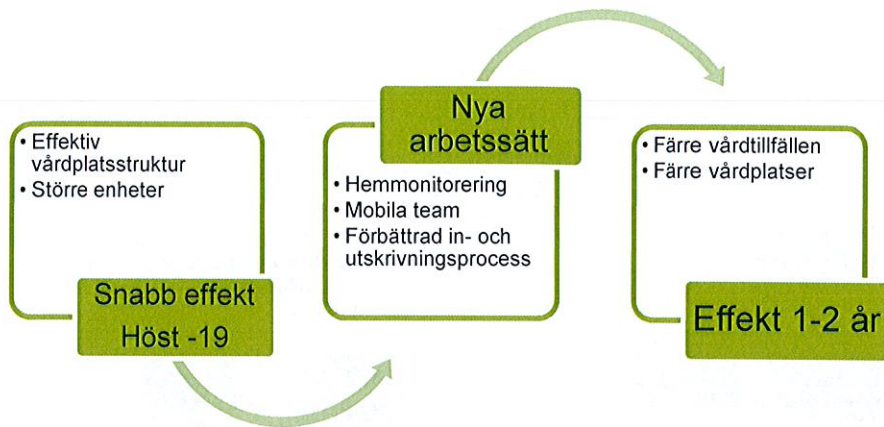 • Effektiv
vårdplatsstruktur
• Större enheter
Snabb effekt
Höst -19
Nya
arbetssätt
• Hemmonitorering
• Mobila team
• Förbättrad in- och
utskrivningsprocess
• Färre vårdtillfällen
• Färre vårdplatser
Effekt 1-2 år